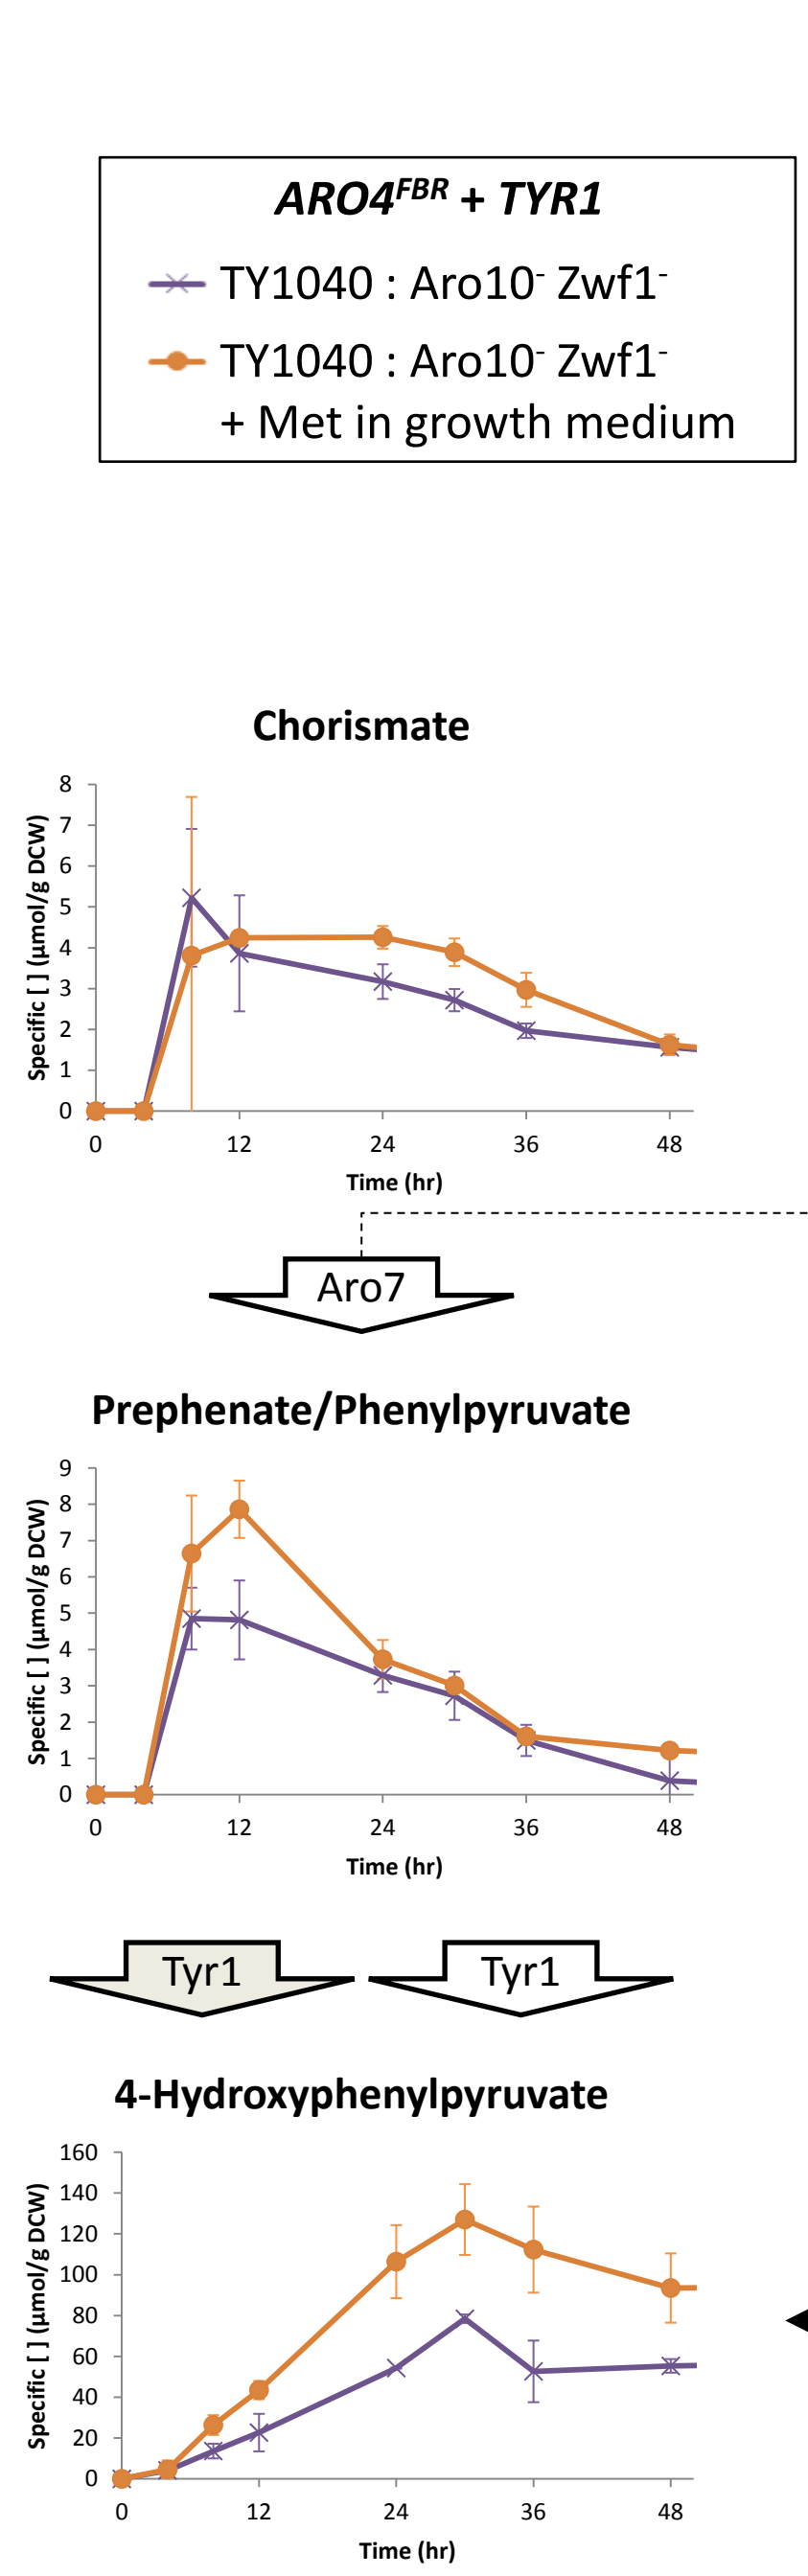 ARO4FBR + TYR1
TY1040 : Aro10- Zwf1-
TY1040 : Aro10- Zwf1-
+ Met in growth medium
Chorismate
Specific [ ] (µmol/g DCW)
8
7
6
5
4
3
2
1
0
0 12 24 36 48
Time (hr)
Aro7
Prephenate/Phenylpyruvate
Specific [ ] (µmol/g DCW)
9
8
7
6
5
4
3
2
1
0
0 12 24 36 48
Time (hr)
Tyr1 Tyr1
4-Hydroxyphenylpyruvate
Specific [ ] (µmol/g DCW)
160
140
120
100
80
60
40
20
0
0 12 24 36 48
Time (hr)